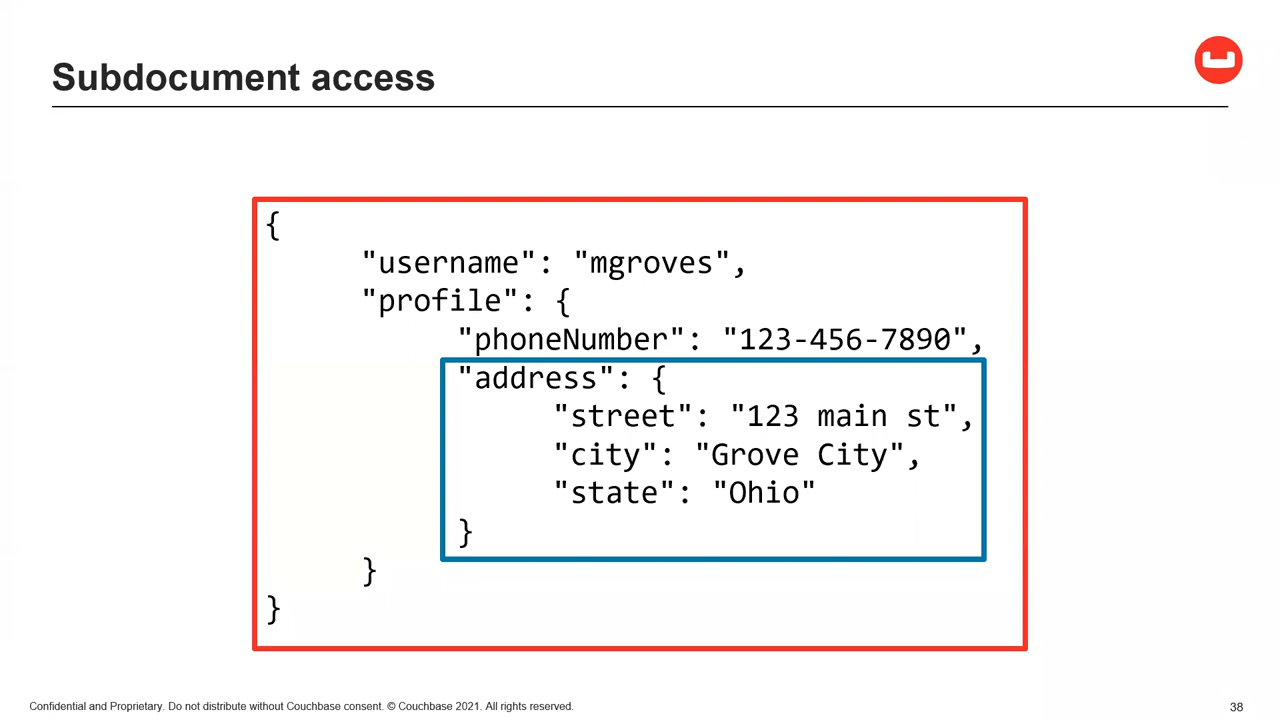 Subdocument access
{
"username": "mgroves",
"profile": {
"phoneNumber": "123-456-7890",
"address": {
"street": "123 main st",
"city": "Grove City",
"state": "Ohio"
}
}
}
Confidential and Proprietary. Do not distribute without Couchbase consent. © Couchbase 2021. All rights reserved.
38